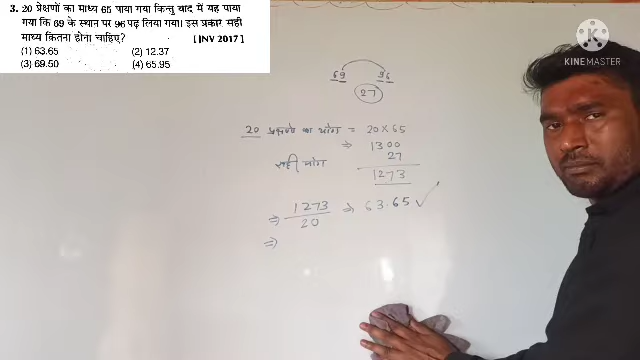 3. 20 प्रेक्षणों का माध्य 65 पाया गया किन्तु बाद में यह पाया
गया कि 69 के स्थान पर 96 पढ़ लिया गया। इस प्रकार सही
माध्य कितना होना चाहिए? [JNV 2017]
(1) 63.65 (2) 12.37
(3) 69.50 (4) 65.95
K
KINEMASTER
69 96
27
20 प्रेक्षणों का योग = 20×65
⇒ 1300
सही योग 27
1273
⇒ 1273/20 ⇒ 63.65 ✓
⇒